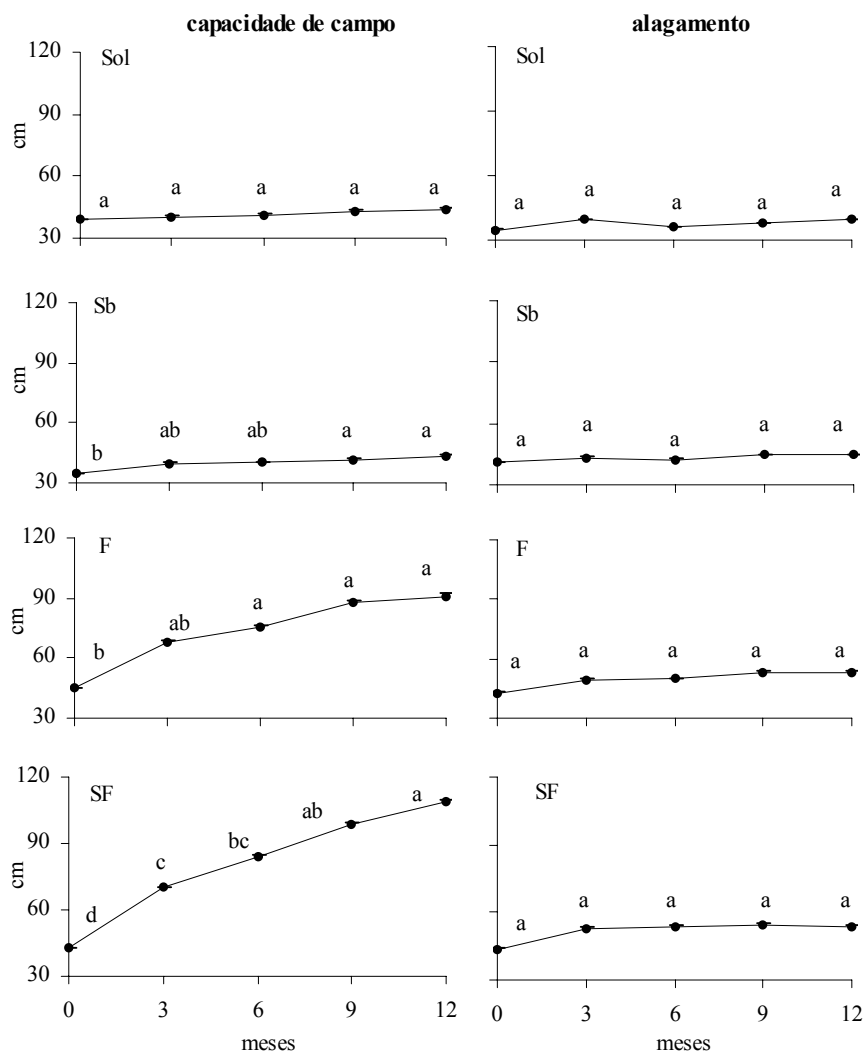 capacidade de campo
alagamento
120
90
60
30
cm
Sol
a a a a a
Sol
a a a a a
120
90
60
30
cm
Sb
b ab ab a a
Sb
a a a a a
120
90
60
30
cm
F
b ab a a a
F
a a a a a
120
90
60
30
cm
SF
d c bc ab a
0 3 6 9 12
meses
SF
a a a a a
0 3 6 9 12
meses